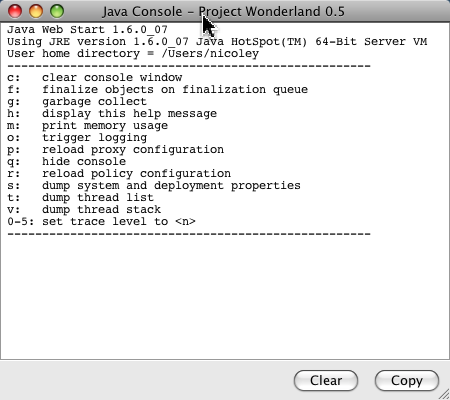 Java Console – Project Wonderland 0.5
Java Web Start 1.6.0_07
Using JRE version 1.6.0_07 Java HotSpot(TM) 64-Bit Server VM
User home directory = /Users/nicoley
----------------------------------------------------
c:   clear console window
f:   finalize objects on finalization queue
g:   garbage collect
h:   display this help message
m:   print memory usage
o:   trigger logging
p:   reload proxy configuration
q:   hide console
r:   reload policy configuration
s:   dump system and deployment properties
t:   dump thread list
v:   dump thread stack
0-5: set trace level to <n>
----------------------------------------------------
Clear
Copy